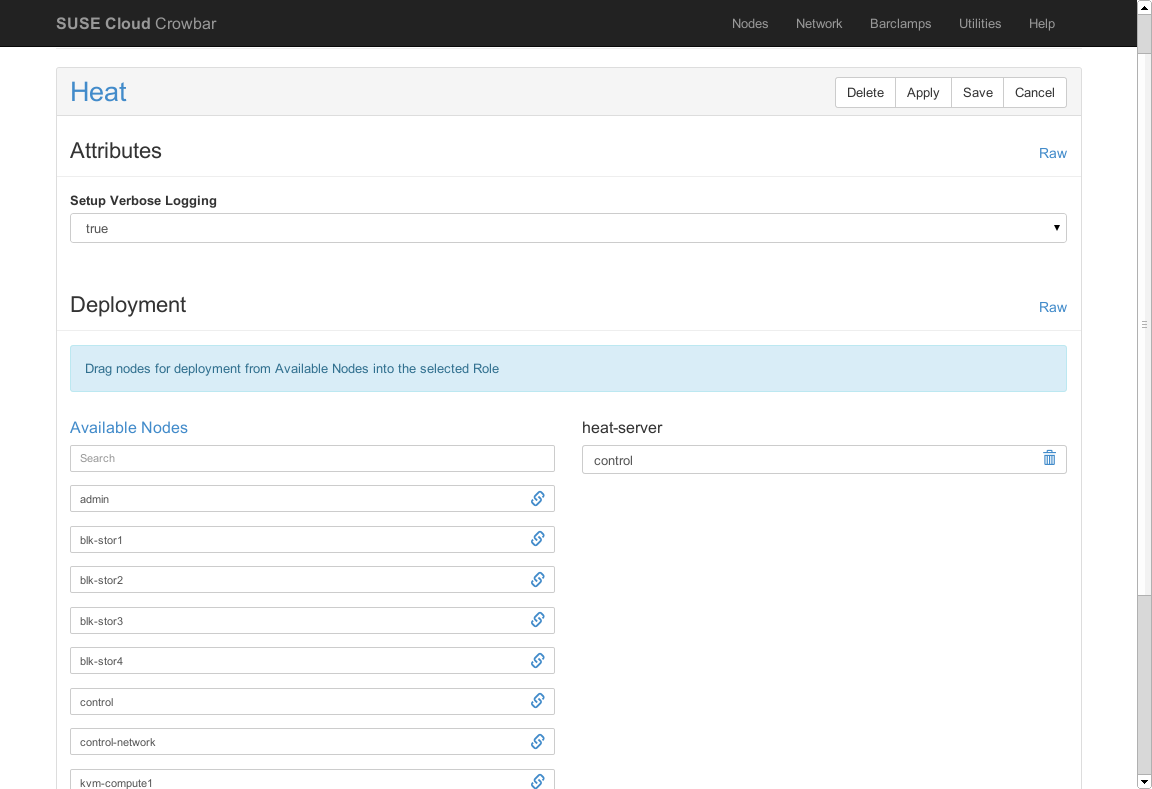 SUSE Cloud Crowbar
Nodes Network Barclamps Utilities Help
Heat
Delete Apply Save Cancel
Attributes
Raw
Setup Verbose Logging
true
Deployment
Raw
Drag nodes for deployment from Available Nodes into the selected Role
Available Nodes
Search
admin
blk-stor1
blk-stor2
blk-stor3
blk-stor4
control
control-network
kvm-compute1
heat-server
control